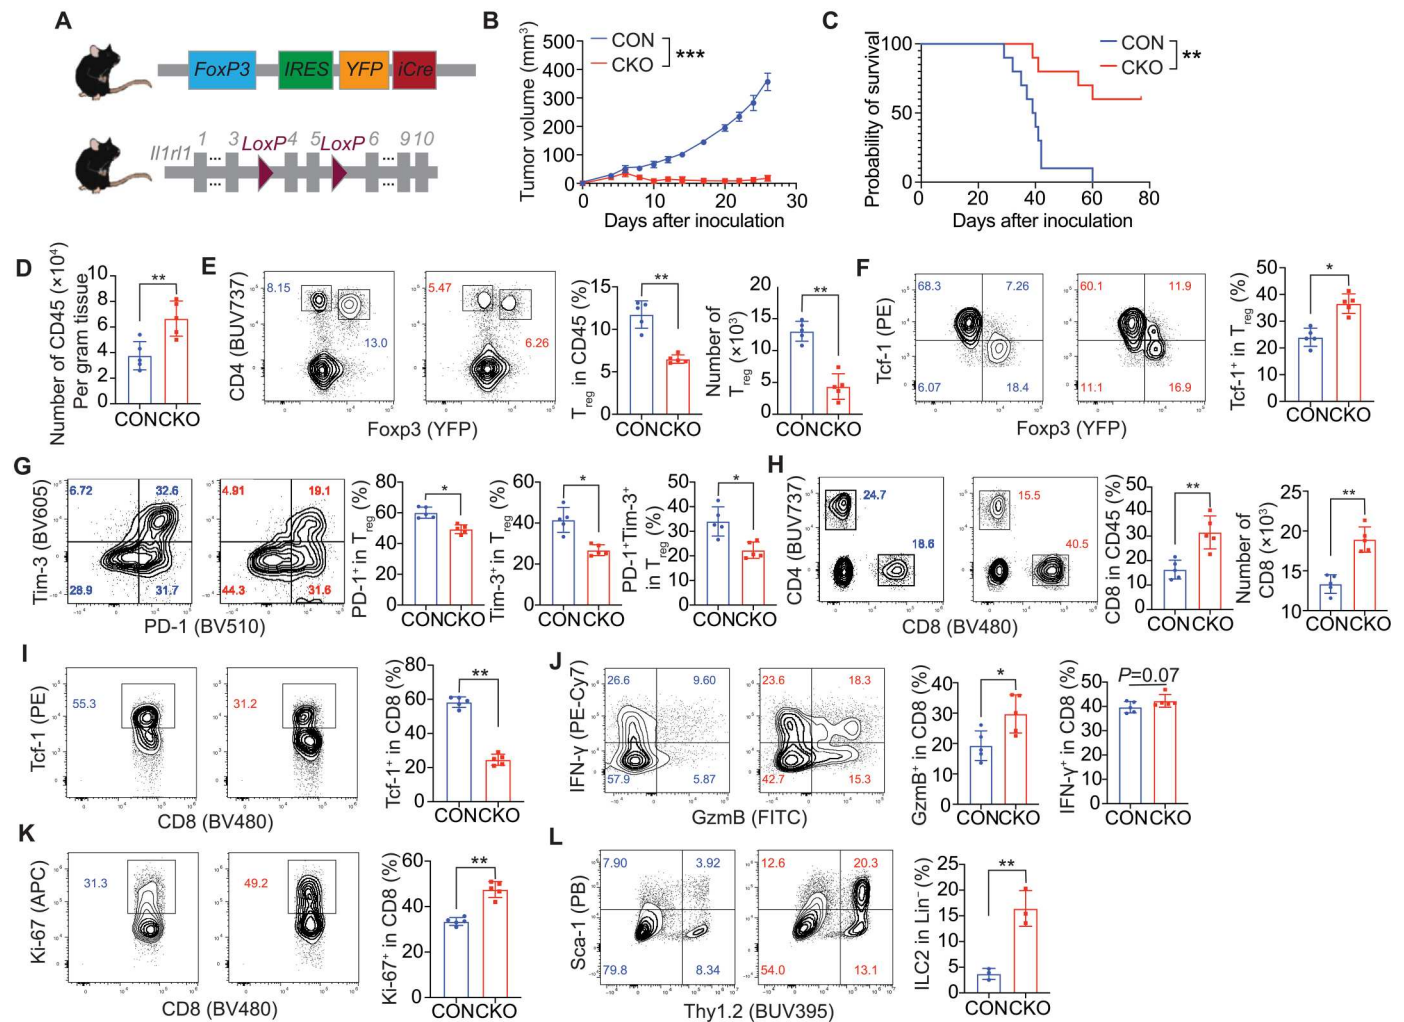 A
FoxP3 IRES YFP iCre
Il1rl1 1 ... 3 LoxP 4 5 LoxP 6 ... 9 10
B
Tumor volume (mm³)
500
400
300
200
100
0
0 10 20 30
Days after inoculation
CON
CKO
***
C
Probability of survival
100
50
0
0 20 40 60 80
Days after inoculation
CON
CKO
**
D
Number of CD45 (×10⁴)
Per gram tissue
10
8
6
4
2
0
**
CON CKO
E
CD4 (BUV737)
8.15
13.0
5.47
6.26
Foxp3 (YFP)
Treg in CD45 (%)
15
10
5
0
**
CON CKO
Number of
Treg (×10³)
20
15
10
5
0
**
CON CKO
F
Tcf-1 (PE)
68.3 7.26
6.07 18.4
60.1 11.9
11.1 16.9
Foxp3 (YFP)
Tcf-1⁺ in Treg (%)
50
40
30
20
10
0
*
CON CKO
G
Tim-3 (BV605)
6.72 32.6
28.9 31.7
4.91 19.1
44.3 31.6
PD-1 (BV510)
PD-1⁺ in Treg (%)
80
60
40
20
0
*
CON CKO
Tim-3⁺ in Treg (%)
60
40
20
0
*
CON CKO
PD-1⁺Tim-3⁺
in Treg (%)
50
40
30
20
10
0
*
CON CKO
H
CD4 (BUV737)
24.7
18.6
15.5
40.5
CD8 (BV480)
CD8 in CD45 (%)
50
40
30
20
10
0
**
CON CKO
Number of
CD8 (×10³)
25
20
15
10
**
CON CKO
I
Tcf-1 (PE)
55.3
31.2
CD8 (BV480)
Tcf-1⁺ in CD8 (%)
80
60
40
20
0
**
CON CKO
J
IFN-γ (PE-Cy7)
26.6 9.60
57.9 5.87
23.6 18.3
42.7 15.3
GzmB (FITC)
GzmB⁺ in CD8 (%)
40
30
20
10
0
*
CON CKO
IFN-γ⁺ in CD8 (%)
50
40
30
20
10
0
P=0.07
CON CKO
K
Ki-67 (APC)
31.3
49.2
CD8 (BV480)
Ki-67⁺ in CD8 (%)
60
40
20
0
**
CON CKO
L
Sca-1 (PB)
7.90 3.92
79.8 8.34
12.6 20.3
54.0 13.1
Thy1.2 (BUV395)
ILC2 in Lin⁻ (%)
25
20
15
10
5
0
**
CON CKO